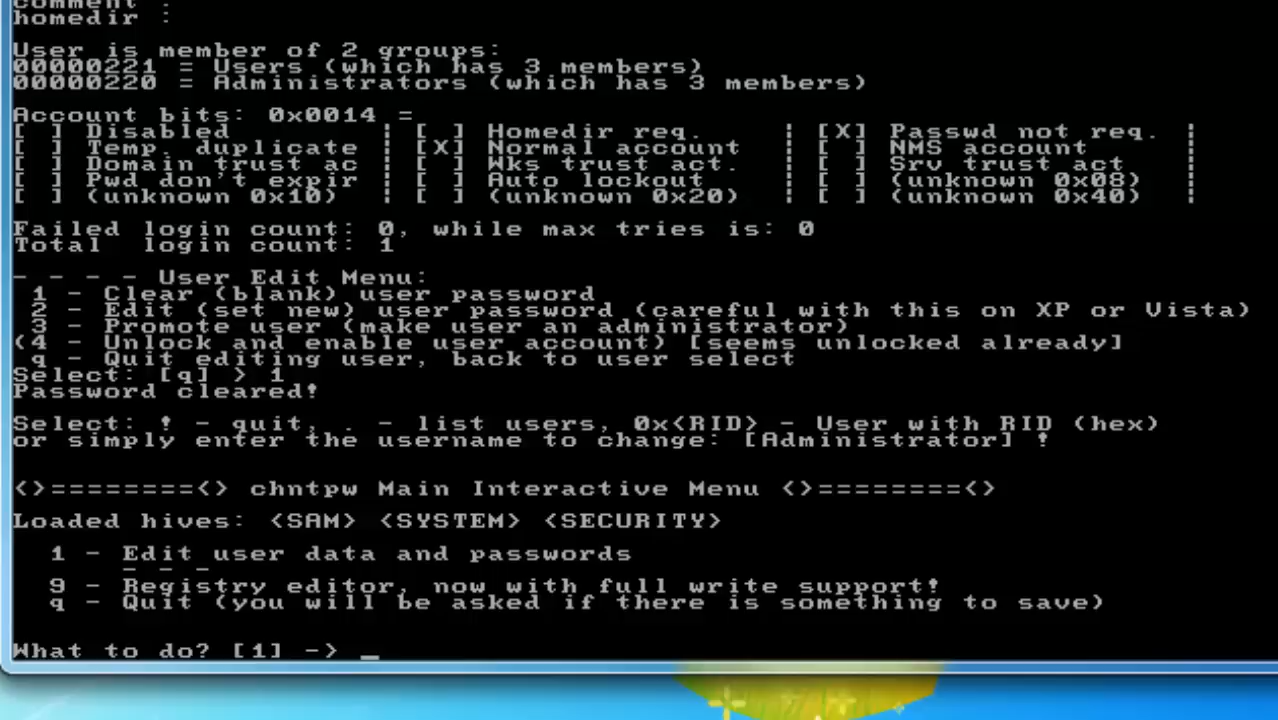 comment :
homedir :
User is member of 2 groups:
00000221 = Users (which has 3 members)
00000220 = Administrators (which has 3 members)
Account bits: 0x0014 =
[ ] Disabled | [ ] Homedir req. | [X] Passwd not req. |
[ ] Temp. duplicate | [X] Normal account | [ ] NMS account |
[ ] Domain trust ac | [ ] Wks trust act. | [ ] Srv trust act |
[ ] Pwd don't expir | [ ] Auto lockout | [ ] (unknown 0x08) |
[ ] (unknown 0x10) | [ ] (unknown 0x20) | [ ] (unknown 0x40) |
Failed login count: 0, while max tries is: 0
Total login count: 1
- - - - User Edit Menu:
1 - Clear (blank) user password
2 - Edit (set new) user password (careful with this on XP or Vista)
3 - Promote user (make user an administrator)
(4 - Unlock and enable user account) [seems unlocked already]
q - Quit editing user, back to user select
Select: [q] > 1
Password cleared!
Select: ! - quit, . - list users, 0x<RID> - User with RID (hex)
or simply enter the username to change: [Administrator] !
<>========<> chntpw Main Interactive Menu <>========<>
Loaded hives: <SAM> <SYSTEM> <SECURITY>
1 - Edit user data and passwords
- - -
9 - Registry editor, now with full write support!
q - Quit (you will be asked if there is something to save)
What to do? [1] -> _